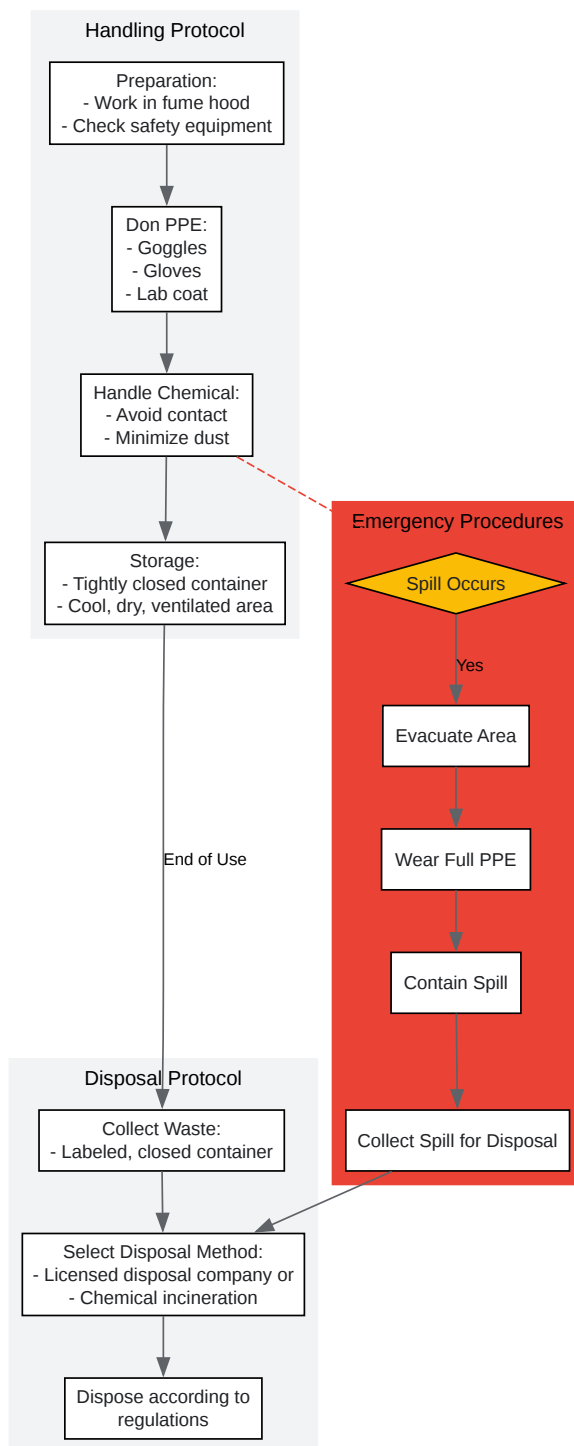 Handling Protocol
Preparation:
- Work in fume hood
- Check safety equipment
Don PPE:
- Goggles
- Gloves
- Lab coat
Handle Chemical:
- Avoid contact
- Minimize dust
Storage:
- Tightly closed container
- Cool, dry, ventilated area
Emergency Procedures
Spill Occurs
Yes
Evacuate Area
Wear Full PPE
Contain Spill
Collect Spill for Disposal
End of Use
Disposal Protocol
Collect Waste:
- Labeled, closed container
Select Disposal Method:
- Licensed disposal company or
- Chemical incineration
Dispose according to
regulations